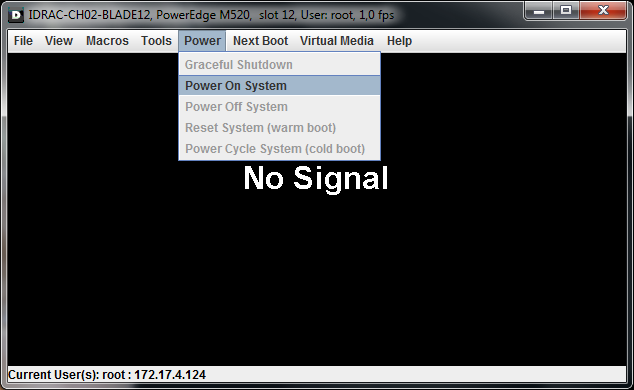 IDRAC-CH02-BLADE12, PowerEdge M520, slot 12, User: root, 1,0 fps
File View Macros Tools Power Next Boot Virtual Media Help
Graceful Shutdown
Power On System
Power Off System
Reset System (warm boot)
Power Cycle System (cold boot)
No Signal
Current User(s): root : 172.17.4.124